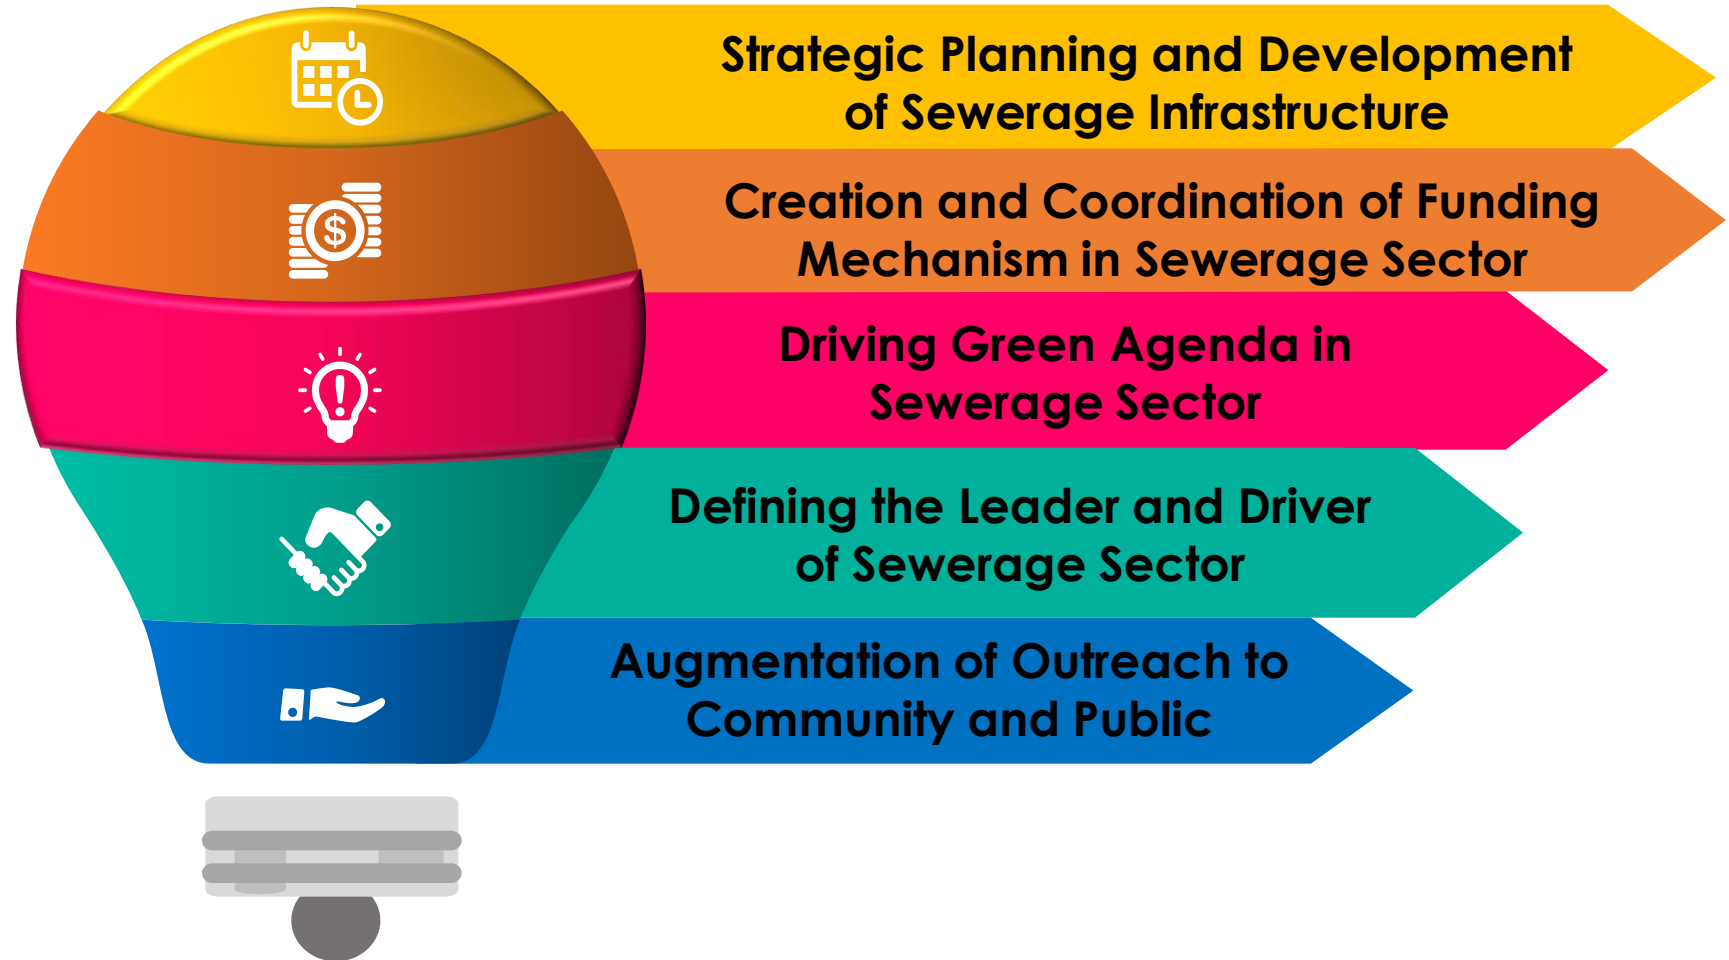 Strategic Planning and Development
of Sewerage Infrastructure
$
Creation and Coordination of Funding
Mechanism in Sewerage Sector
Driving Green Agenda in
Sewerage Sector
Defining the Leader and Driver
of Sewerage Sector
Augmentation of Outreach to
Community and Public